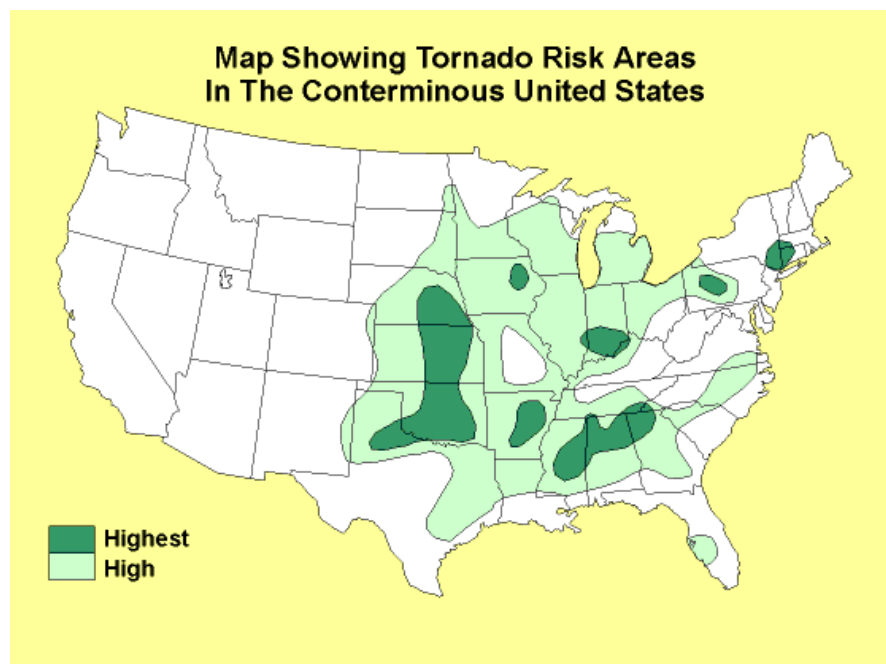 Map Showing Tornado Risk Areas
In The Conterminous United States
Highest
High